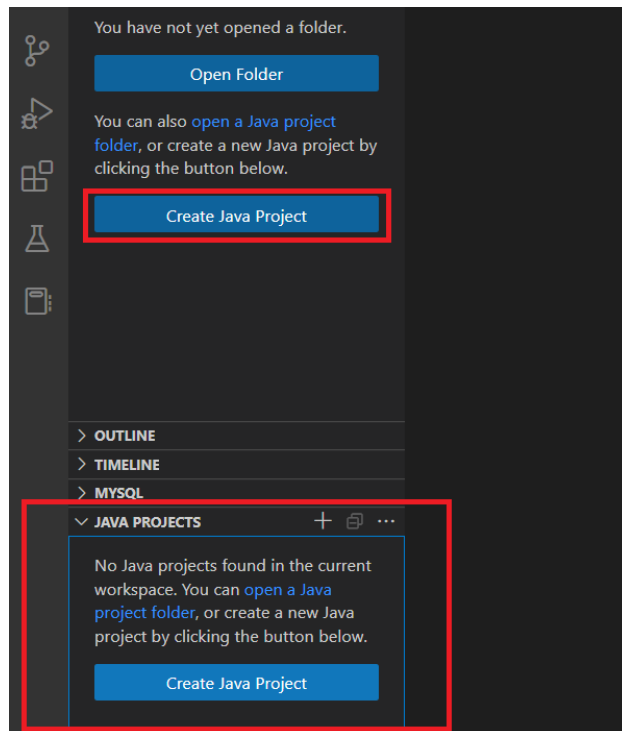 You have not yet opened a folder.
Open Folder
You can also open a Java project
folder, or create a new Java project by
clicking the button below.
Create Java Project
OUTLINE
TIMELINE
MYSQL
JAVA PROJECTS
No Java projects found in the current
workspace. You can open a Java
project folder, or create a new Java
project by clicking the button below.
Create Java Project